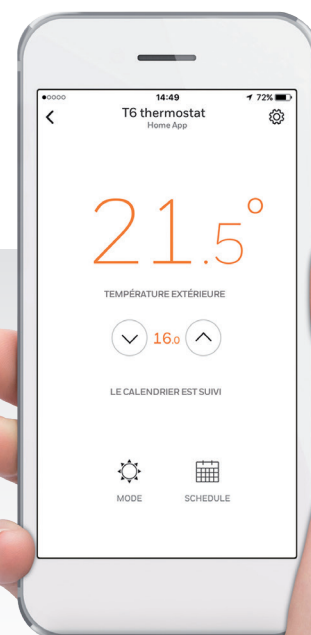 14:49
72%
T6 thermostat
Home App
21.5°
TEMPÉRATURE EXTÉRIEURE
16.0
LE CALENDRIER EST SUIVI
MODE SCHEDULE